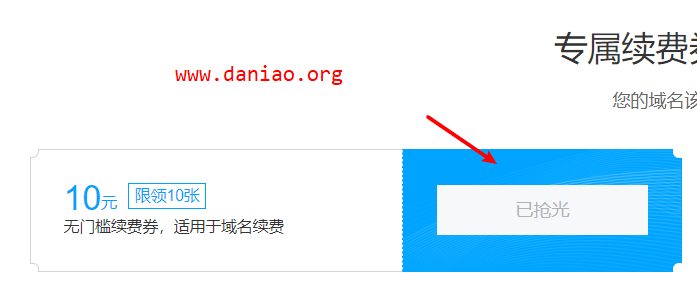 专属续费
www.daniao.org
您的域名该
10元 限领10张
无门槛续费券，适用于域名续费
已抢光